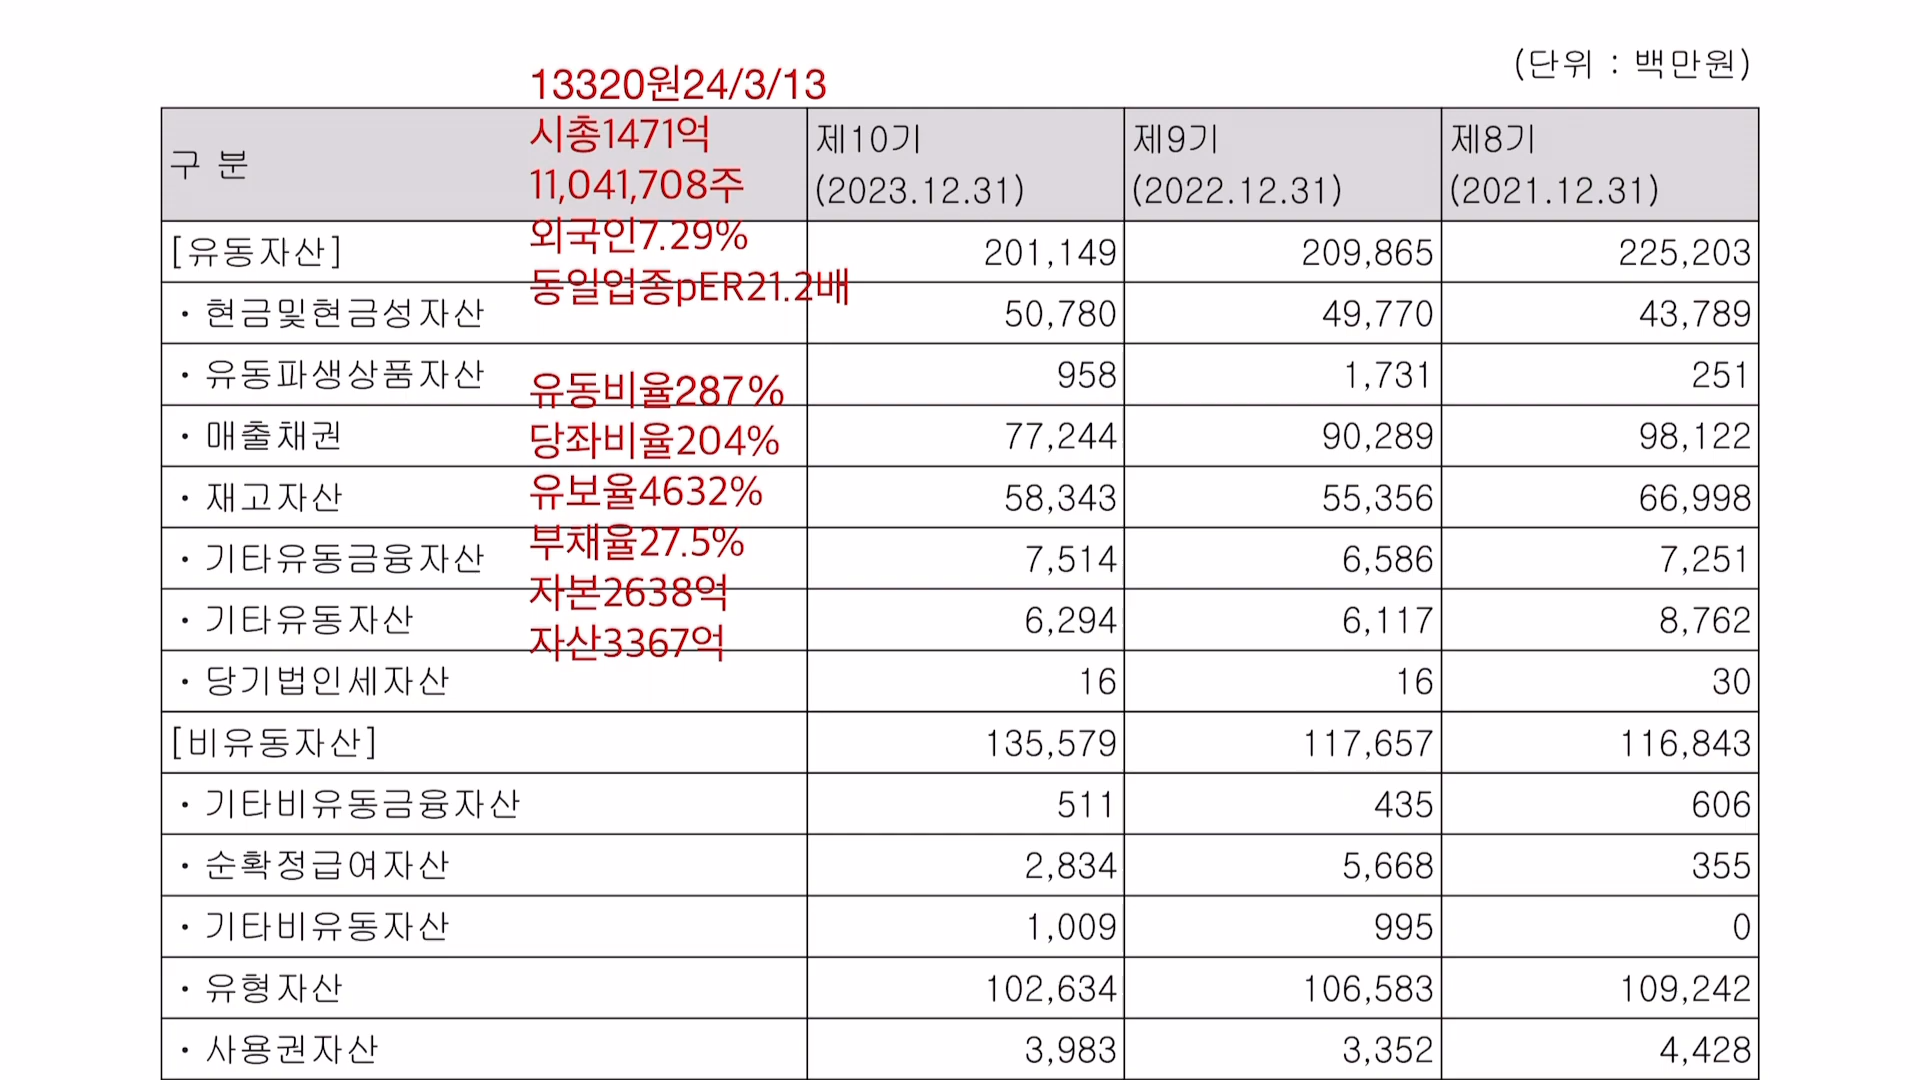 (단위 : 백만원)
13320원24/3/13
시총1471억
11,041,708주
외국인7.29%
동일업종pER21.2배
유동비율287%
당좌비율204%
유보율4632%
부채율27.5%
자본2638억
자산3367억
구 분 제10기 (2023.12.31) 제9기 (2022.12.31) 제8기 (2021.12.31)
[유동자산] 201,149 209,865 225,203
· 현금및현금성자산 50,780 49,770 43,789
· 유동파생상품자산 958 1,731 251
· 매출채권 77,244 90,289 98,122
· 재고자산 58,343 55,356 66,998
· 기타유동금융자산 7,514 6,586 7,251
· 기타유동자산 6,294 6,117 8,762
· 당기법인세자산 16 16 30
[비유동자산] 135,579 117,657 116,843
· 기타비유동금융자산 511 435 606
· 순확정급여자산 2,834 5,668 355
· 기타비유동자산 1,009 995 0
· 유형자산 102,634 106,583 109,242
· 사용권자산 3,983 3,352 4,428